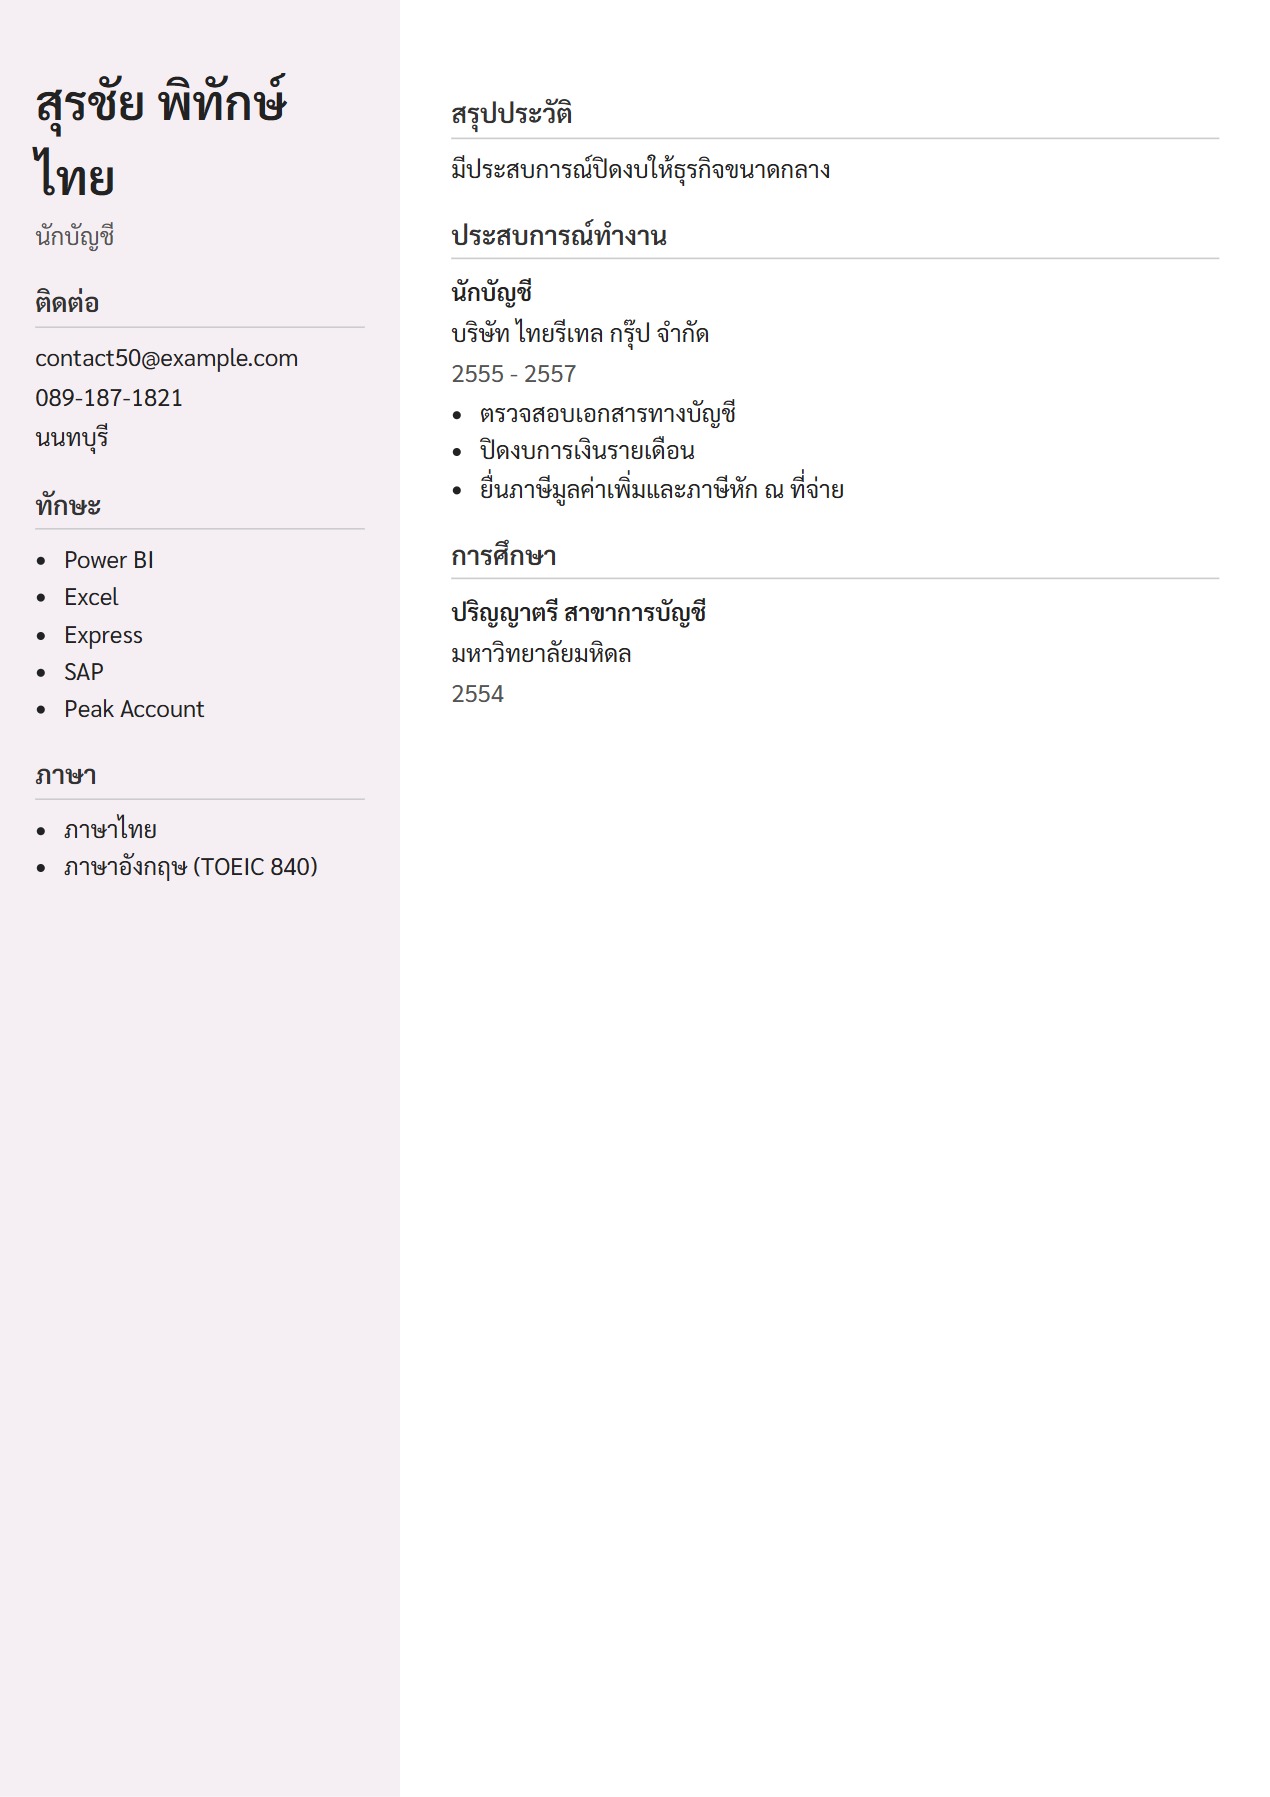 สุรชัย พิทักษ์
ไทย
นักบัญชี
ติดต่อ
contact50@example.com
089-187-1821
นนทบุรี
ทักษะ
• Power BI
• Excel
• Express
• SAP
• Peak Account
ภาษา
• ภาษาไทย
• ภาษาอังกฤษ (TOEIC 840)
สรุปประวัติ
มีประสบการณ์ปิดงบให้ธุรกิจขนาดกลาง
ประสบการณ์ทำงาน
นักบัญชี
บริษัท ไทยรีเทล กรุ๊ป จำกัด
2555 - 2557
• ตรวจสอบเอกสารทางบัญชี
• ปิดงบการเงินรายเดือน
• ยื่นภาษีมูลค่าเพิ่มและภาษีหัก ณ ที่จ่าย
การศึกษา
ปริญญาตรี สาขาการบัญชี
มหาวิทยาลัยมหิดล
2554